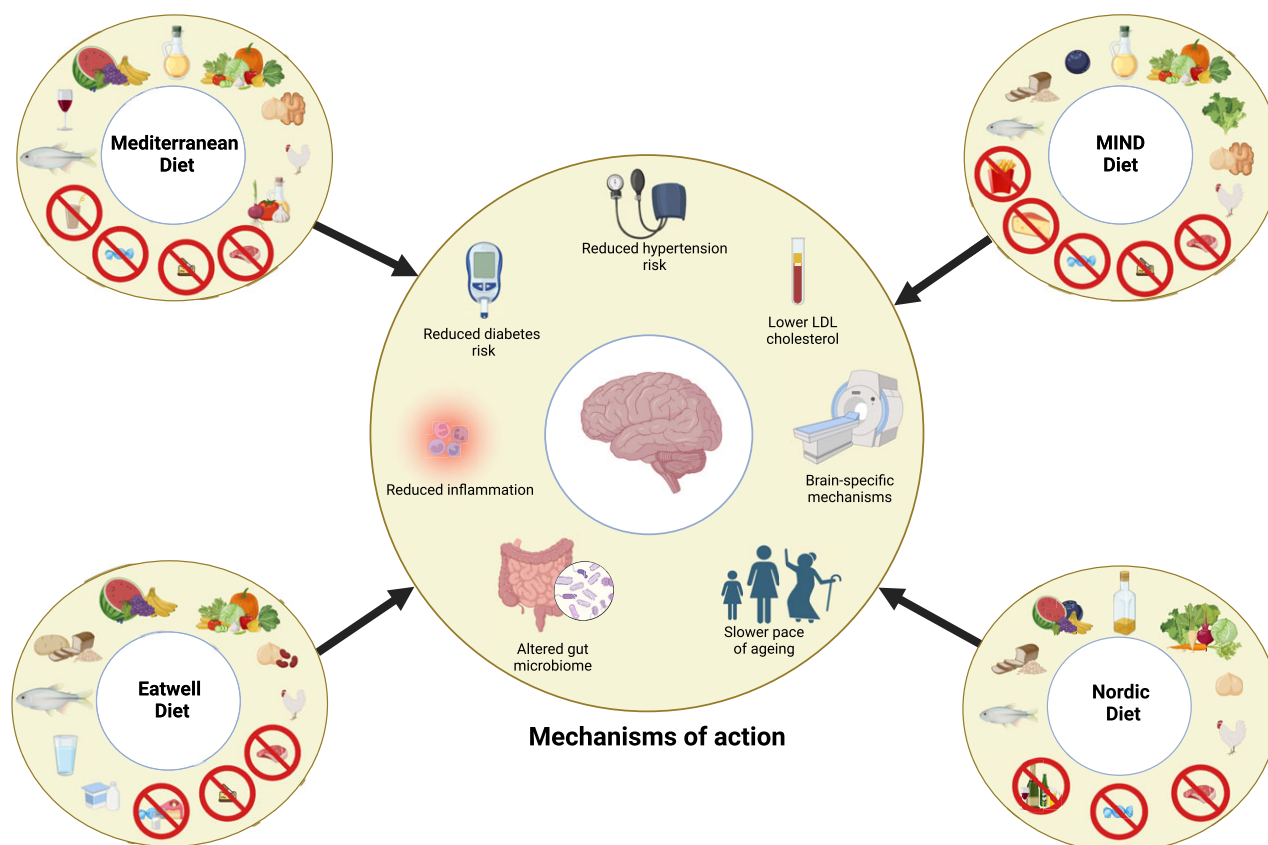 Mediterranean
Diet
MIND
Diet
Reduced hypertension
risk
Reduced diabetes
risk
Lower LDL
cholesterol
Reduced inflammation
Brain-specific
mechanisms
Altered gut
microbiome
Slower pace
of ageing
Eatwell
Diet
Nordic
Diet
Mechanisms of action